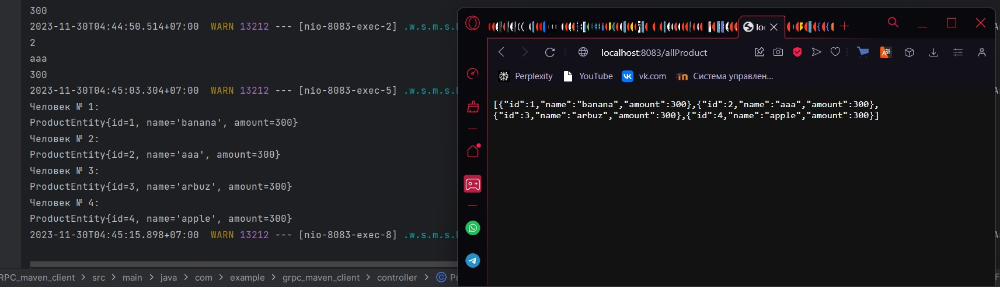 300
2023-11-30T04:44:50.514+07:00 WARN 13212 --- [nio-8083-exec-2] .w.s.m.s.
2
aaa
300
2023-11-30T04:45:03.304+07:00 WARN 13212 --- [nio-8083-exec-5] .w.s.m.s.
Человек № 1:
ProductEntity{id=1, name='banana', amount=300}
Человек № 2:
ProductEntity{id=2, name='aaa', amount=300}
Человек № 3:
ProductEntity{id=3, name='arbuz', amount=300}
Человек № 4:
ProductEntity{id=4, name='apple', amount=300}
2023-11-30T04:45:15.898+07:00 WARN 13212 --- [nio-8083-exec-8] .w.s.m.s.
RPC_maven_client > src > main > java > com > example > grpc_maven_client > controller >
loc
localhost:8083/allProduct
Perplexity YouTube vk.com Система управлен...
[{"id":1,"name":"banana","amount":300},{"id":2,"name":"aaa","amount":300},
{"id":3,"name":"arbuz","amount":300},{"id":4,"name":"apple","amount":300}]